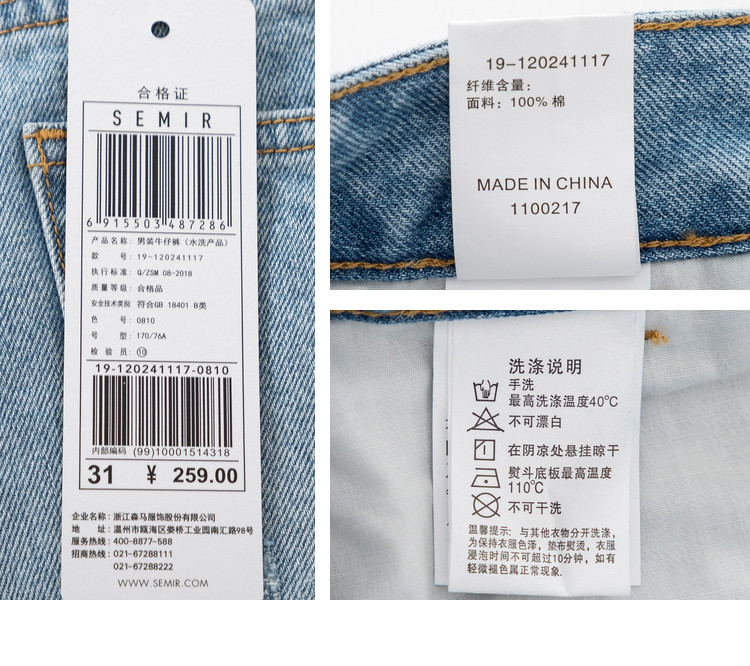 合格证
SEMIR
6 915503 487286
产品名称: 男装牛仔裤 (水洗产品)
款 号: 19-120241117
执行标准: Q/ZSM 08-2018
质量等级: 合格品
安全技术类别 符合GB 18401 B类
色 号: 0810
号 型: 170/76A
检 验 员: ⑩
19-120241117-0810
内部编码 (99)10001514318
31 ¥ 259.00
企业名称: 浙江森马服饰股份有限公司
地 址: 温州市瓯海区娄桥工业园南汇路98号
服务热线: 400-8877-588
招商热线: 021-67288111
021-67288222
WWW.SEMIR.COM
19-120241117
纤维含量:
面料: 100% 棉
MADE IN CHINA
1100217
洗涤说明
手洗
最高洗涤温度40℃
不可漂白
在阴凉处悬挂晾干
熨斗底板最高温度
110℃
不可干洗
温馨提示: 与其他衣物分开洗涤,
为保持衣服色泽, 垫布熨烫, 衣服
浸泡时间不可超过10分钟, 如有
轻微褪色属正常现象.